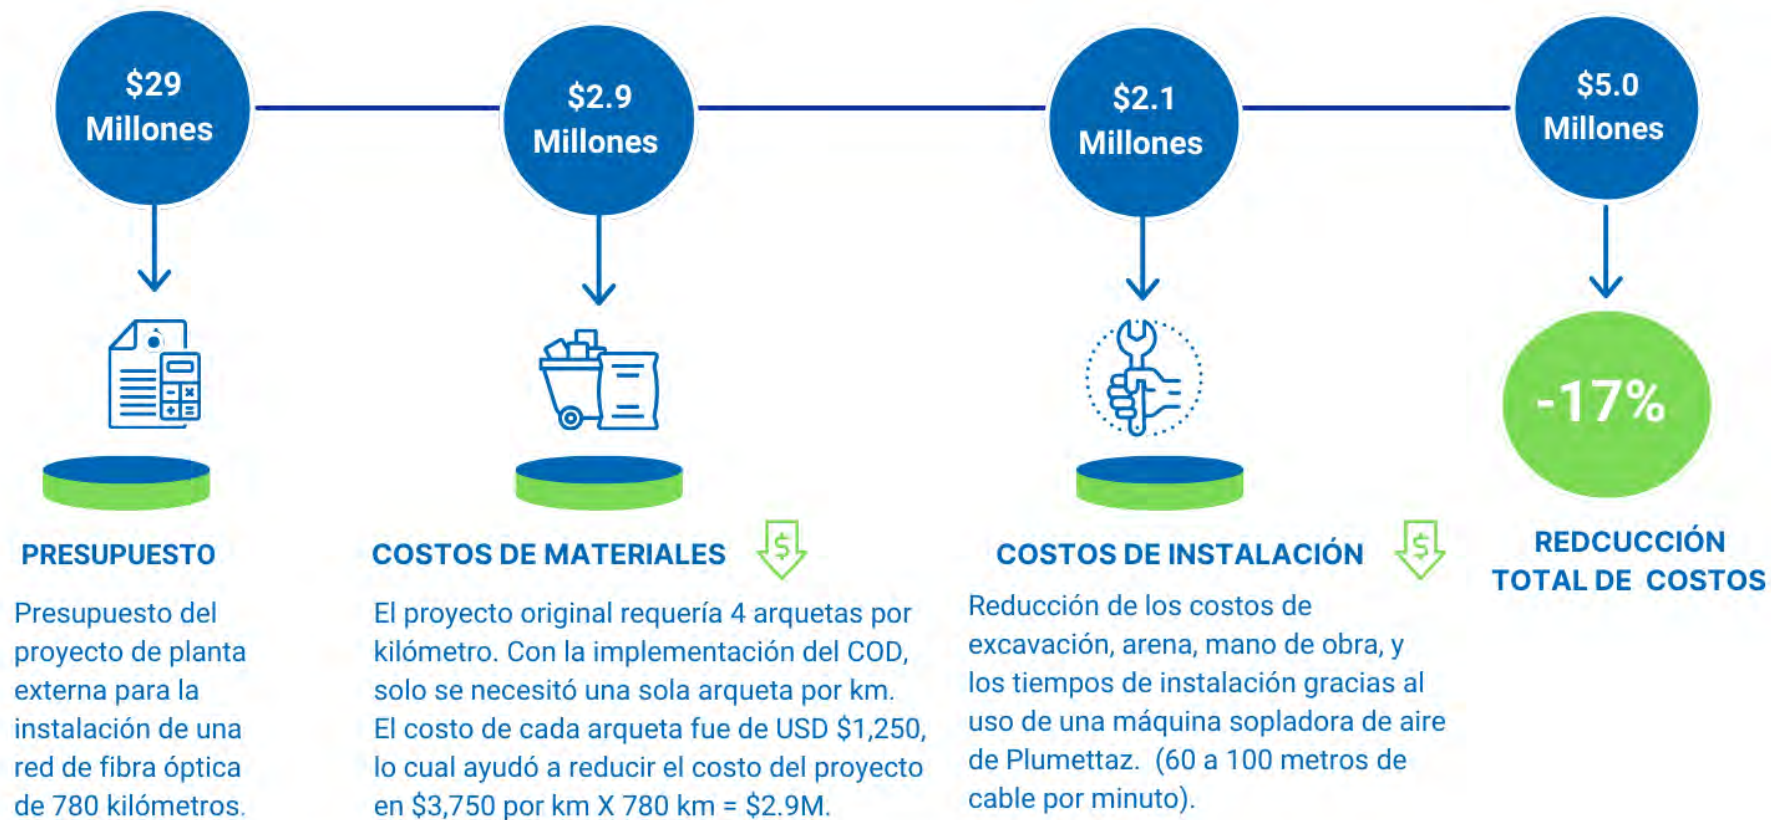 $29
Millones
$2.9
Millones
$2.1
Millones
$5.0
Millones
-17%
PRESUPUESTO
Presupuesto del
proyecto de planta
externa para la
instalación de una
red de fibra óptica
de 780 kilómetros.
COSTOS DE MATERIALES
$
El proyecto original requería 4 arquetas por
kilómetro. Con la implementación del COD,
solo se necesitó una sola arqueta por km.
El costo de cada arqueta fue de USD $1,250,
lo cual ayudó a reducir el costo del proyecto
en $3,750 por km X 780 km = $2.9M.
COSTOS DE INSTALACIÓN
$
Reducción de los costos de
excavación, arena, mano de obra, y
los tiempos de instalación gracias al
uso de una máquina sopladora de aire
de Plumettaz. (60 a 100 metros de
cable por minuto).
REDCUCCIÓN
TOTAL DE COSTOS